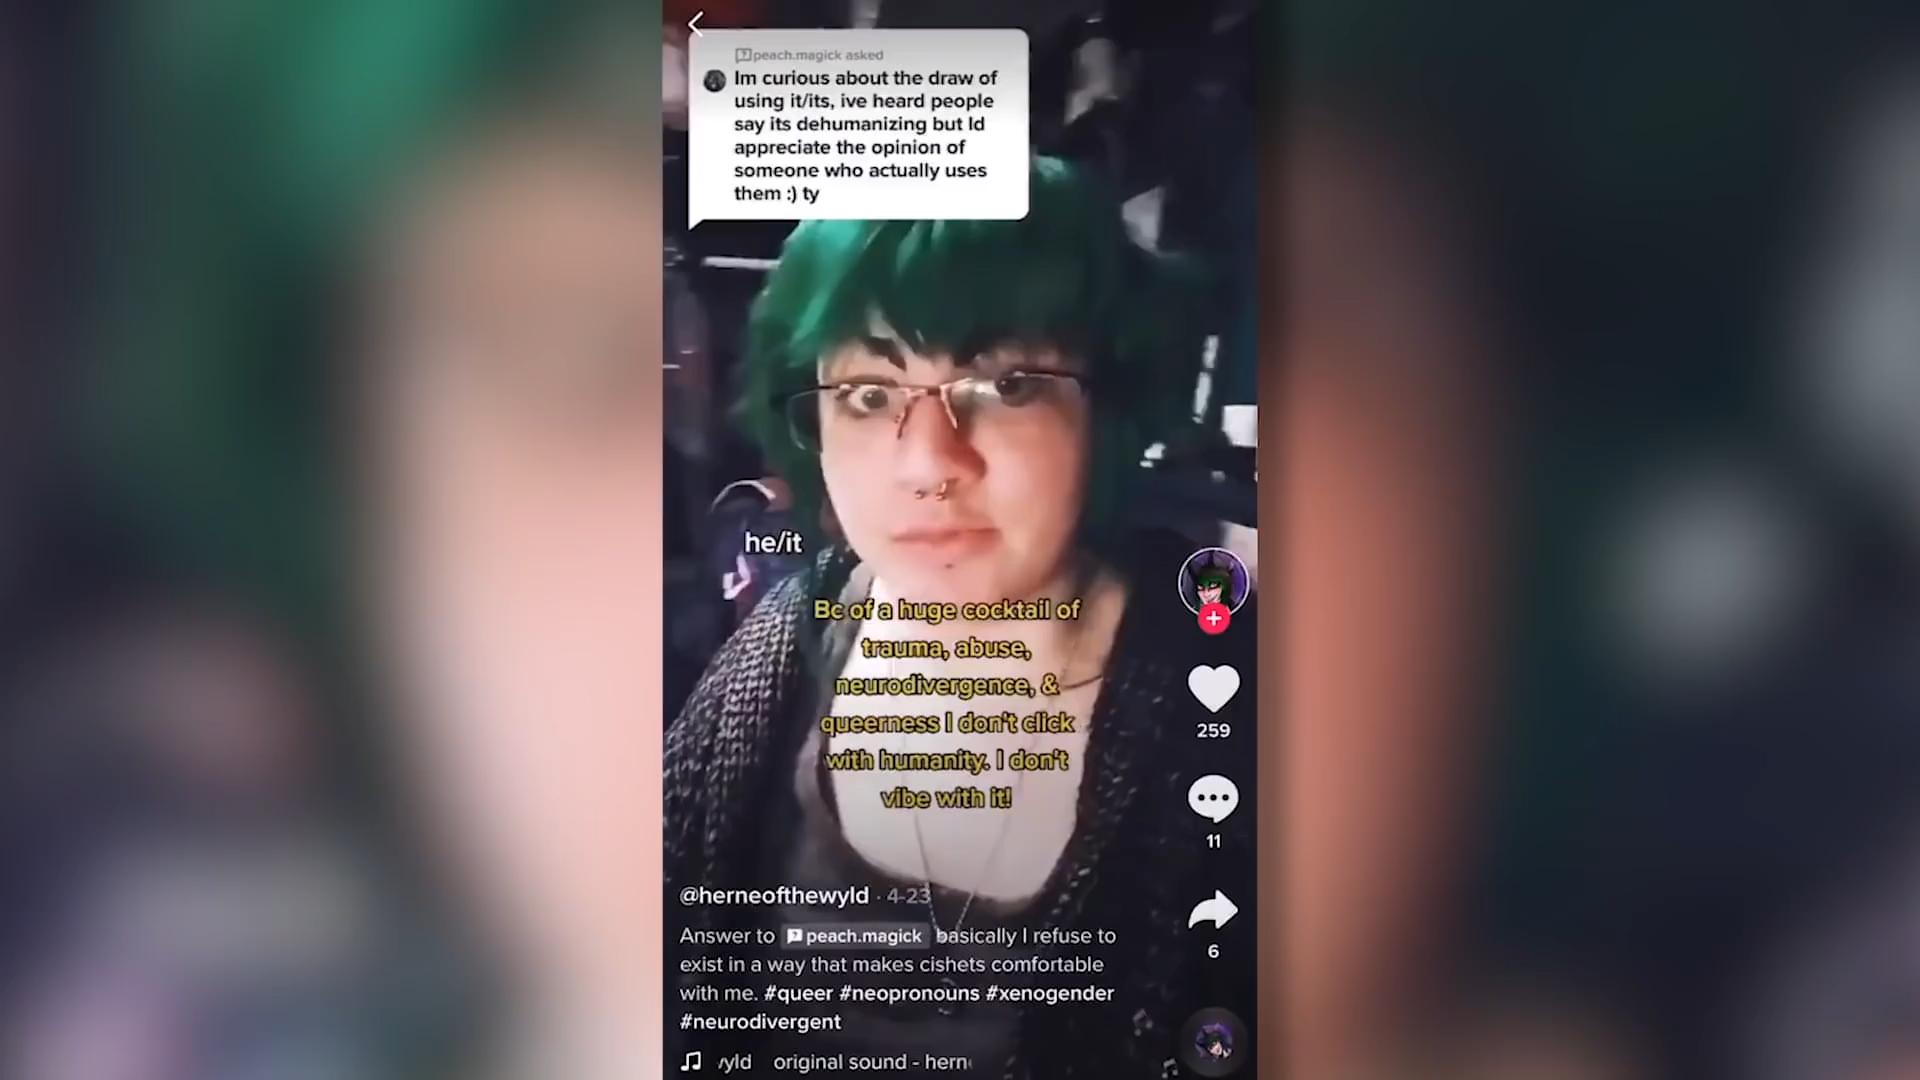 peach.magick asked
Im curious about the draw of
using it/its, ive heard people
say its dehumanizing but Id
appreciate the opinion of
someone who actually uses
them :) ty
he/it
Bc of a huge cocktail of
trauma, abuse,
neurodivergence, &
queerness I don't click
with humanity. I don't
vibe with it!
259
11
6
@herneofthewyld · 4-23
Answer to peach.magick basically I refuse to
exist in a way that makes cishets comfortable
with me. #queer #neopronouns #xenogender
#neurodivergent
yld original sound - hern